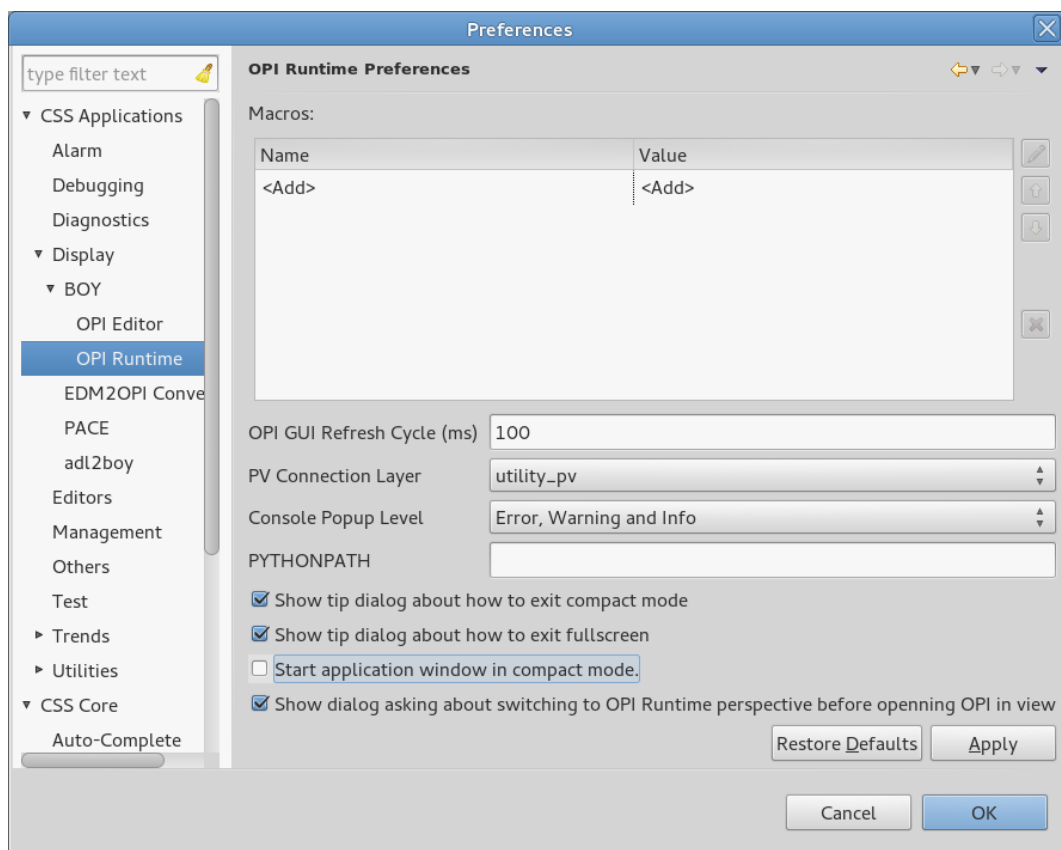 Preferences
type filter text
CSS Applications
Alarm
Debugging
Diagnostics
Display
BOY
OPI Editor
OPI Runtime
EDM2OPI Conve
PACE
adl2boy
Editors
Management
Others
Test
Trends
Utilities
CSS Core
Auto-Complete
OPI Runtime Preferences
Macros:
Name Value
<Add> <Add>
OPI GUI Refresh Cycle (ms) 100
PV Connection Layer utility_pv
Console Popup Level Error, Warning and Info
PYTHONPATH
Show tip dialog about how to exit compact mode
Show tip dialog about how to exit fullscreen
Start application window in compact mode.
Show dialog asking about switching to OPI Runtime perspective before openning OPI in view
Restore Defaults Apply
Cancel OK